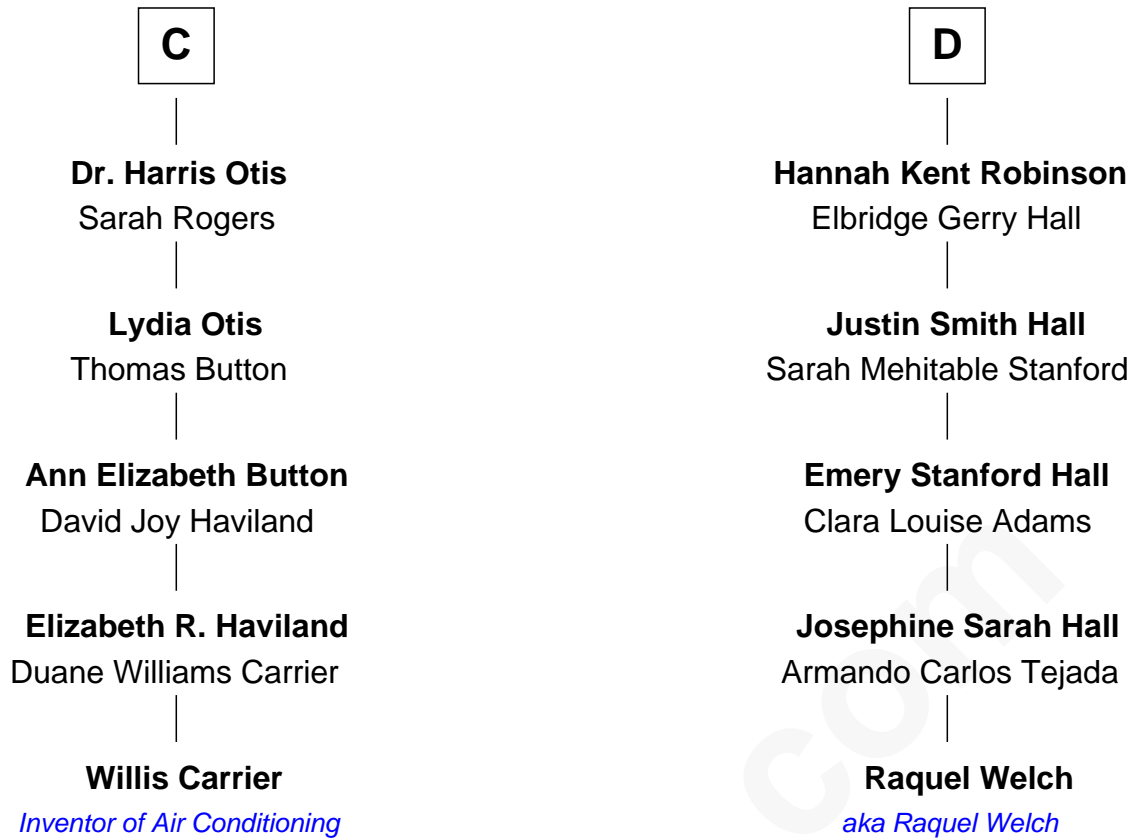 C
Dr. Harris Otis
Sarah Rogers
Lydia Otis
Thomas Button
Ann Elizabeth Button
David Joy Haviland
Elizabeth R. Haviland
Duane Williams Carrier
Willis Carrier
Inventor of Air Conditioning
D
Hannah Kent Robinson
Elbridge Gerry Hall
Justin Smith Hall
Sarah Mehitable Stanford
Emery Stanford Hall
Clara Louise Adams
Josephine Sarah Hall
Armando Carlos Tejada
Raquel Welch
aka Raquel Welch
com